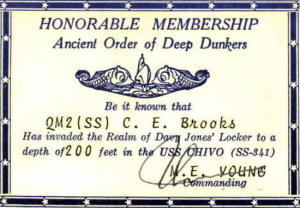 HONORABLE MEMBERSHIP
Ancient Order of Deep Dunkers
Be it known that
QM2(SS) C. E. Brooks
Has invaded the Realm of Davy Jones' Locker to a
depth of 200 feet in the USS CHIVO (SS-341)
N.E. YOUNG
Commanding